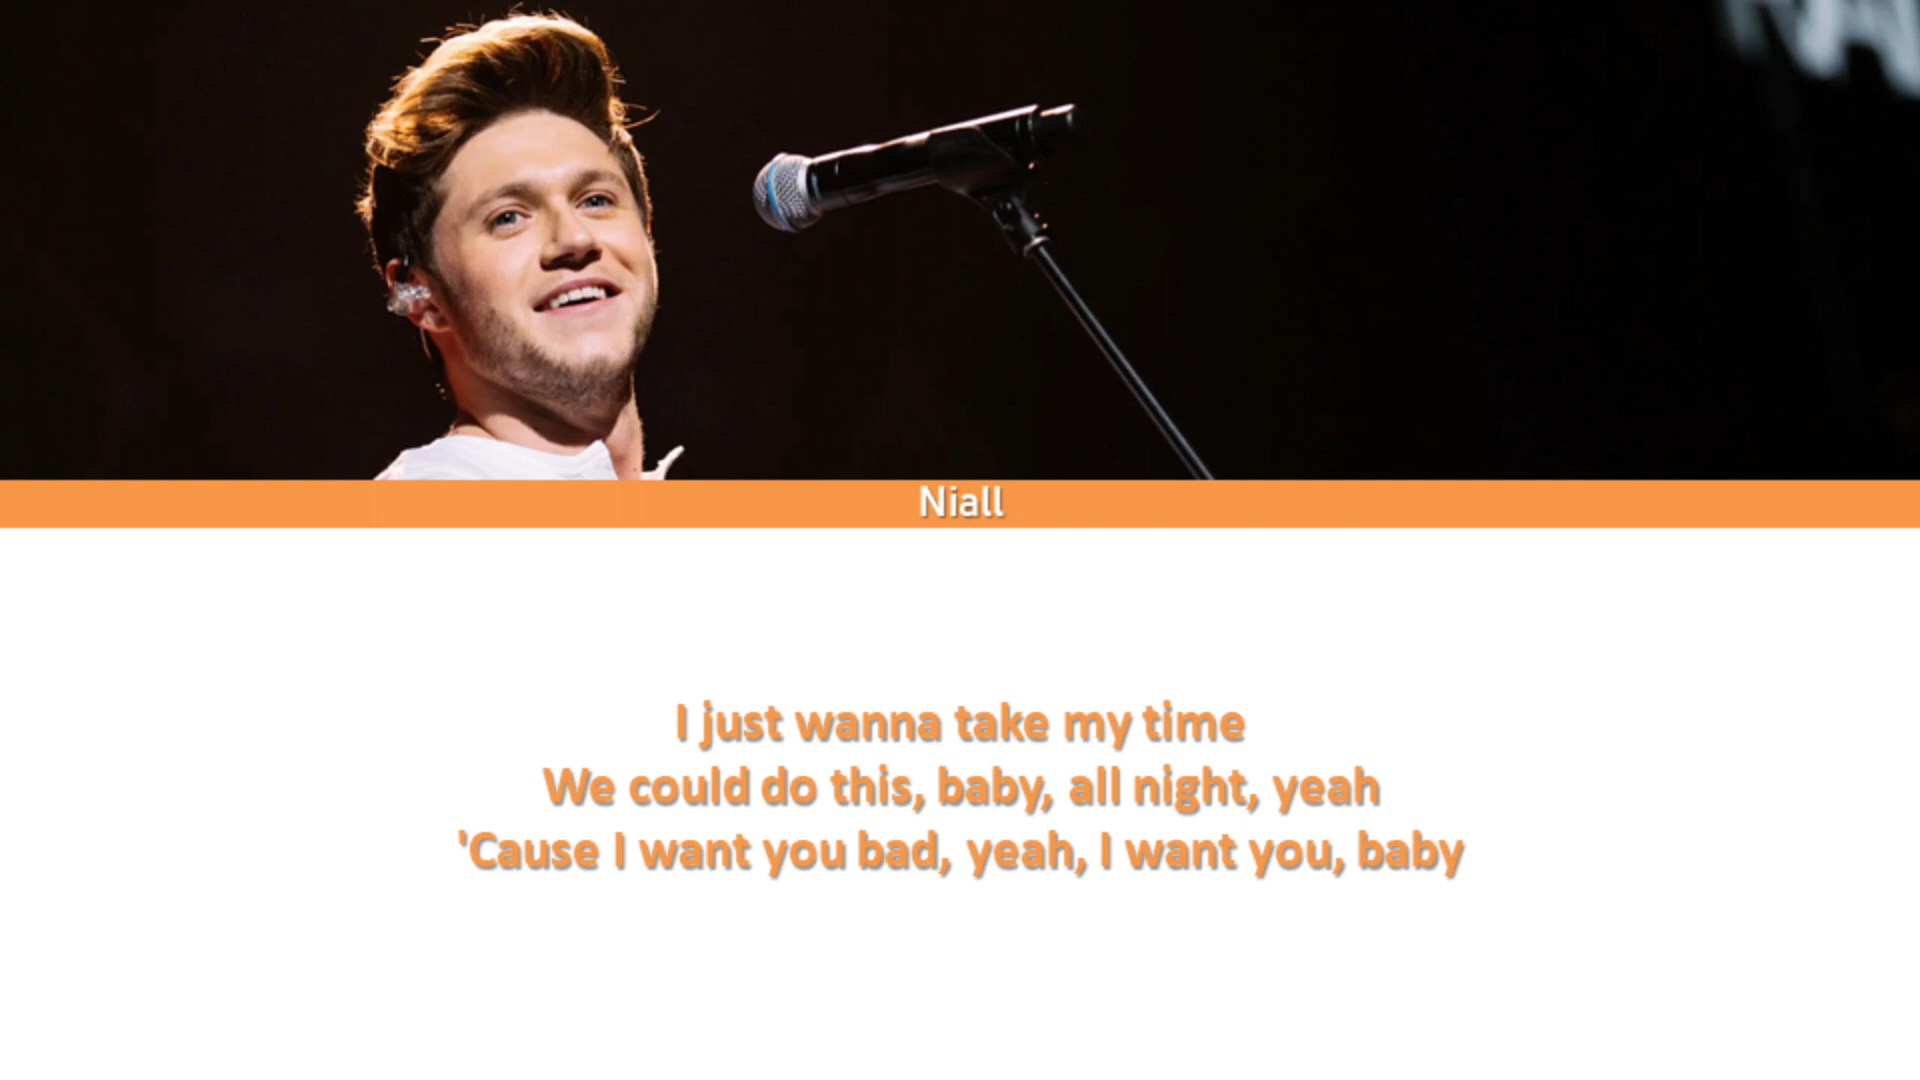 Niall
I just wanna take my time
We could do this, baby, all night, yeah
'Cause I want you bad, yeah, I want you, baby